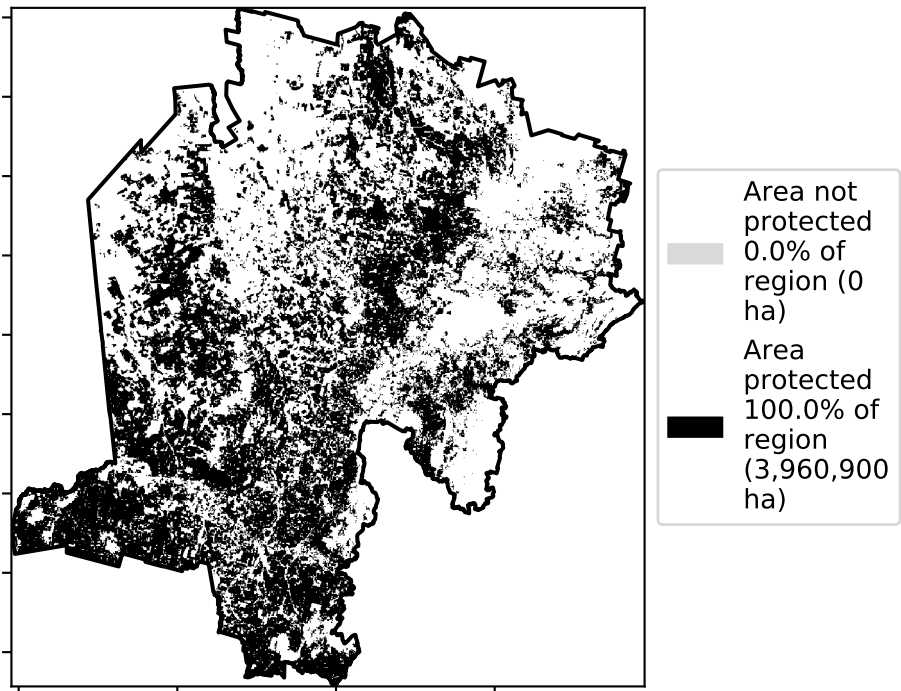 Area not
protected
0.0% of
region (0
ha)
Area
protected
100.0% of
region
(3,960,900
ha)